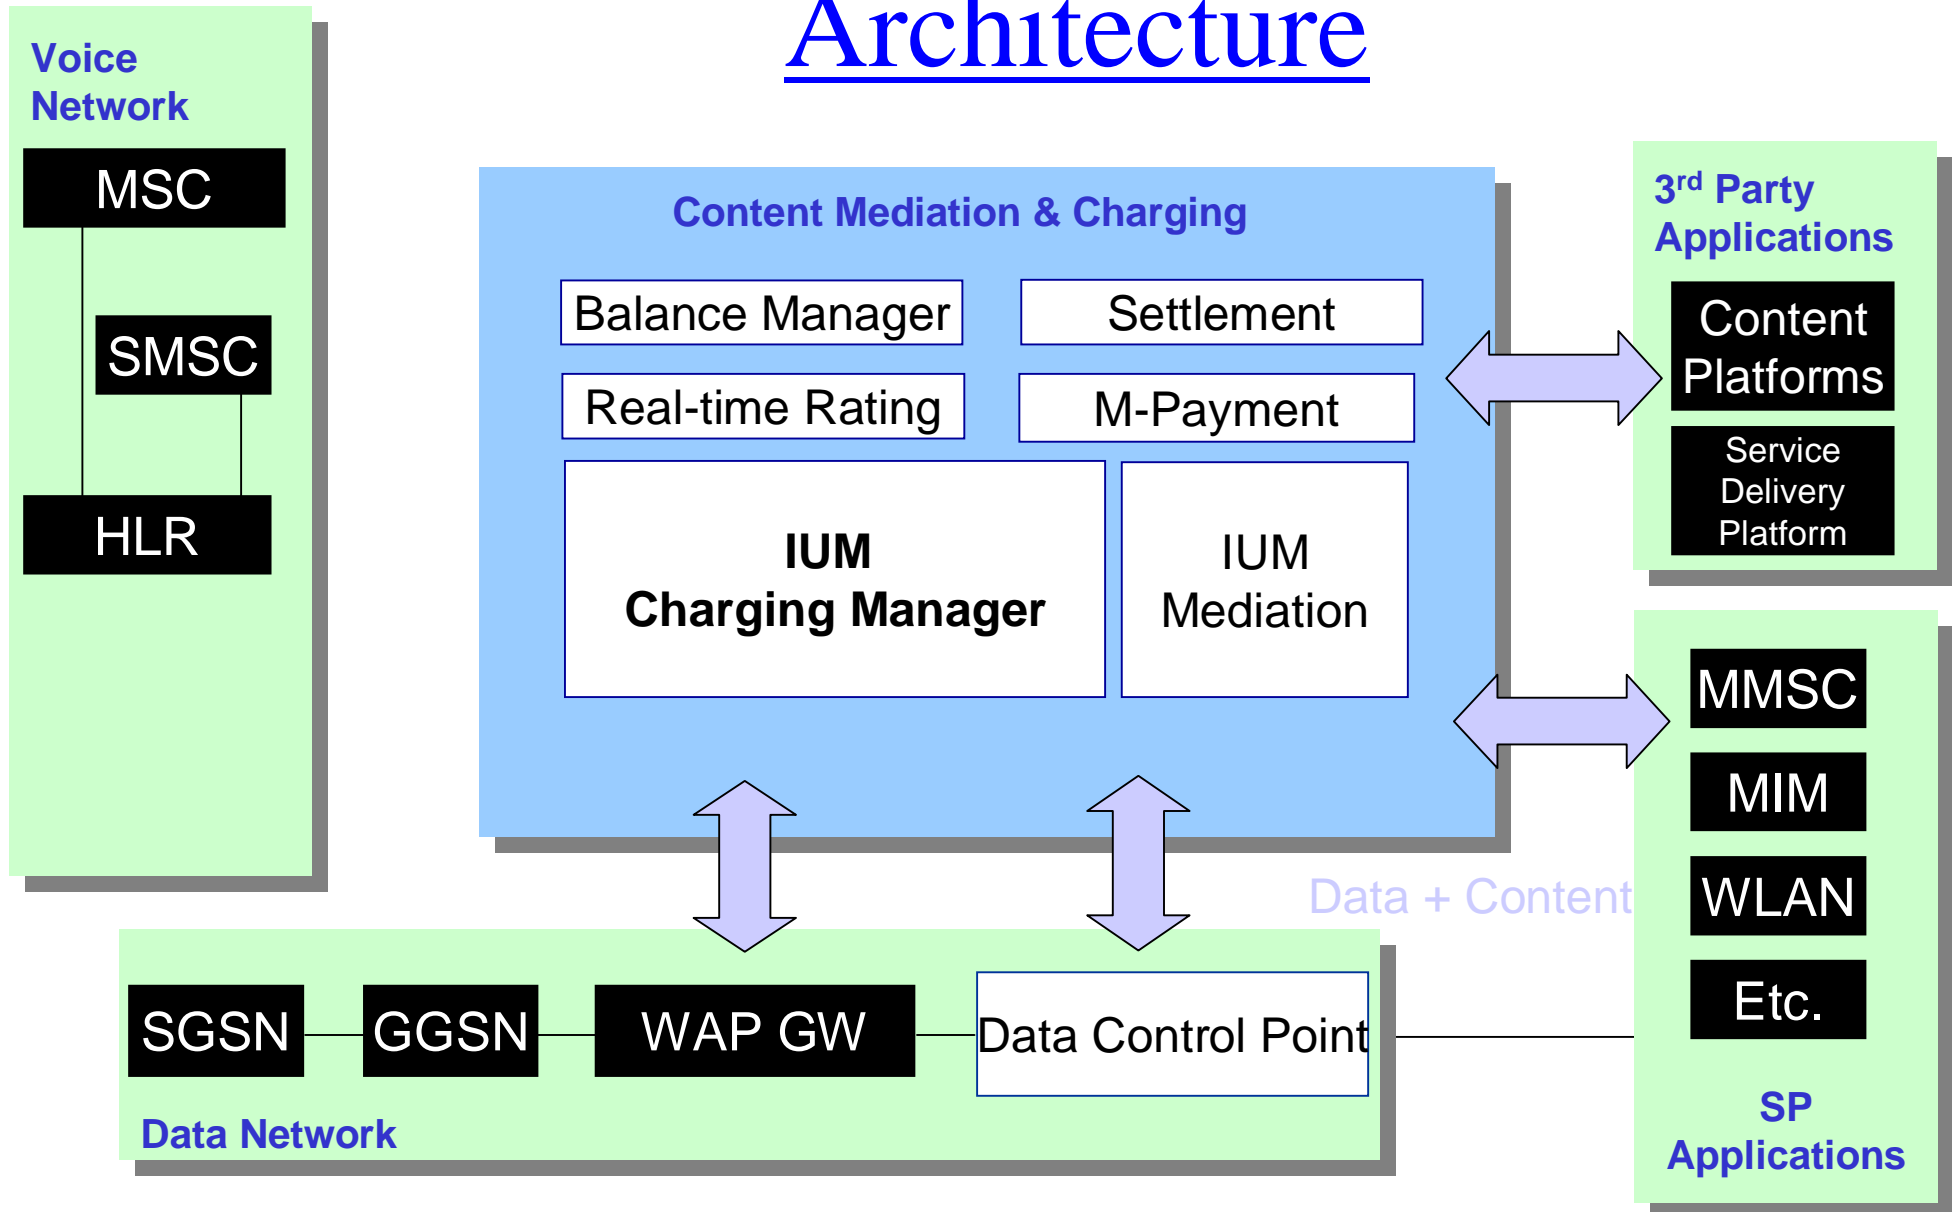 Architecture
Voice
Network
MSC
SMSC
HLR
Content Mediation & Charging
Balance Manager
Settlement
Real-time Rating
M-Payment
IUM
Charging Manager
IUM
Mediation
3rd Party
Applications
Content
Platforms
Service
Delivery
Platform
MMSC
MIM
WLAN
Etc.
SP
Applications
Data + Content
SGSN
GGSN
WAP GW
Data Control Point
Data Network